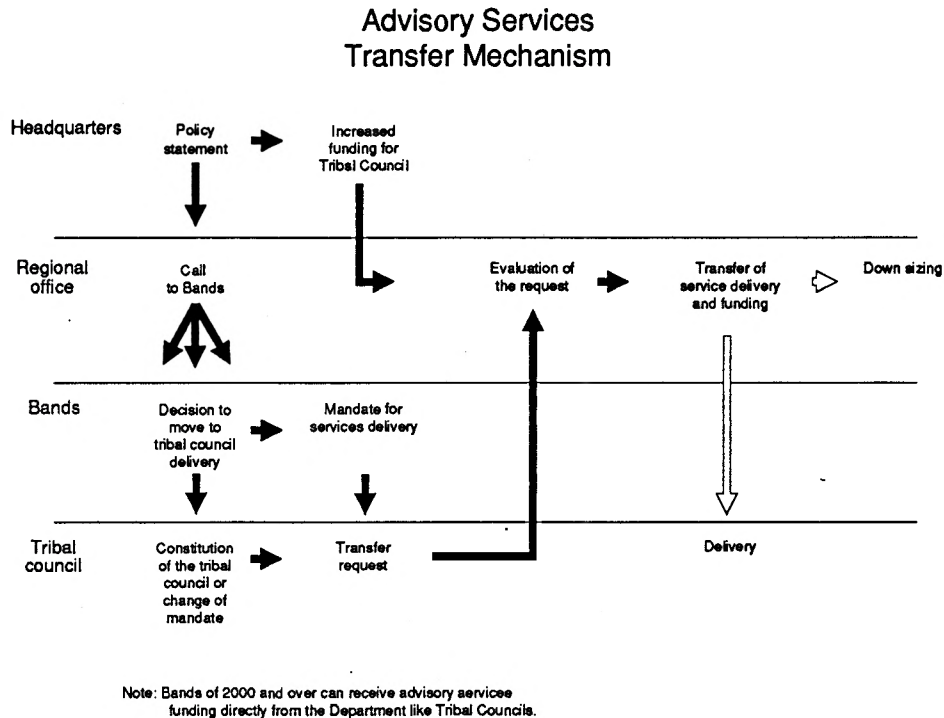 Advisory Services
Transfer Mechanism
Headquarters
Policy
statement
Increased
funding for
Tribal Council
Regional
office
Call
to Bands
Evaluation of
the request
Transfer of
service delivery
and funding
Down sizing
Bands
Decision to
move to
tribal council
delivery
Mandate for
services delivery
Tribal
council
Constitution
of the tribal
council or
change of
mandate
Transfer
request
Delivery
Note: Bands of 2000 and over can receive advisory services
funding directly from the Department like Tribal Councils.